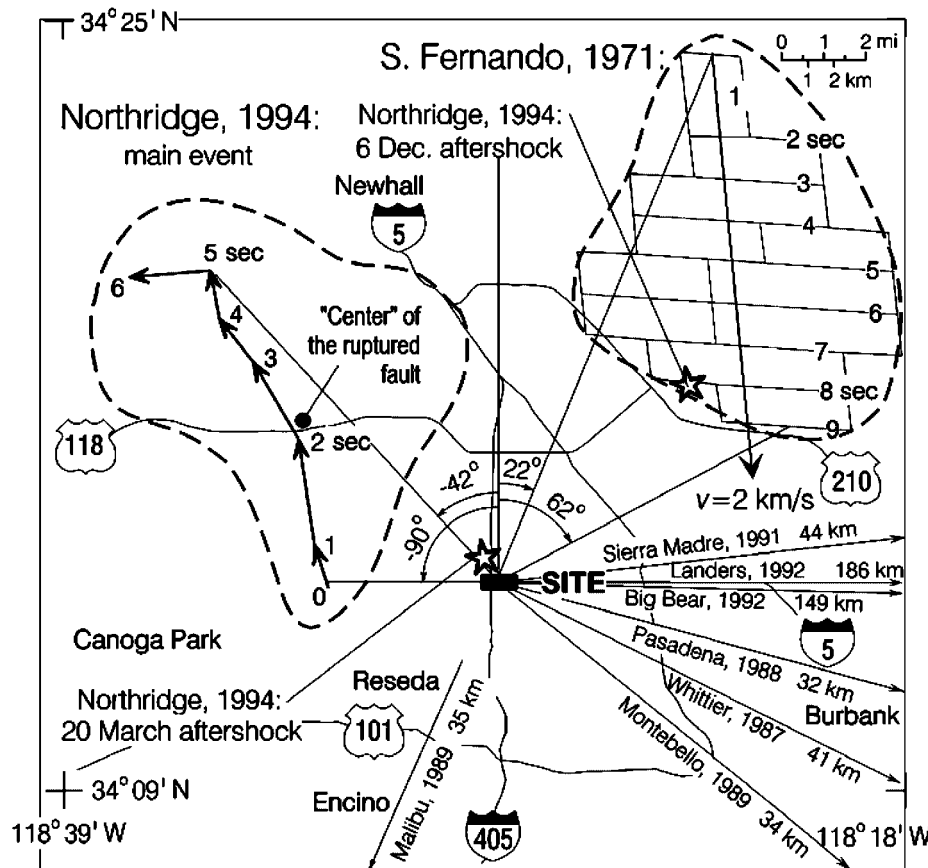 34°25'N
S. Fernando, 1971:
0 1 2 mi
1 2 km
Northridge, 1994:
main event
Northridge, 1994:
6 Dec. aftershock
1
2 sec
3
4
5
6
7
8 sec
9
Newhall
5
5 sec
6
4
3
"Center" of
the ruptured
fault
2 sec
1
0
118
210
v=2 km/s
-42°
22°
-90°
62°
SITE
Sierra Madre, 1991 44 km
Landers, 1992 186 km
Big Bear, 1992 149 km
5
Pasadena, 1988 32 km
Whittier, 1987 41 km
Montebello, 1989 34 km
Malibu, 1989 35 km
Canoga Park
Reseda
Burbank
Northridge, 1994:
20 March aftershock
101
Encino
405
34°09'N
118°39'W
118°18'W